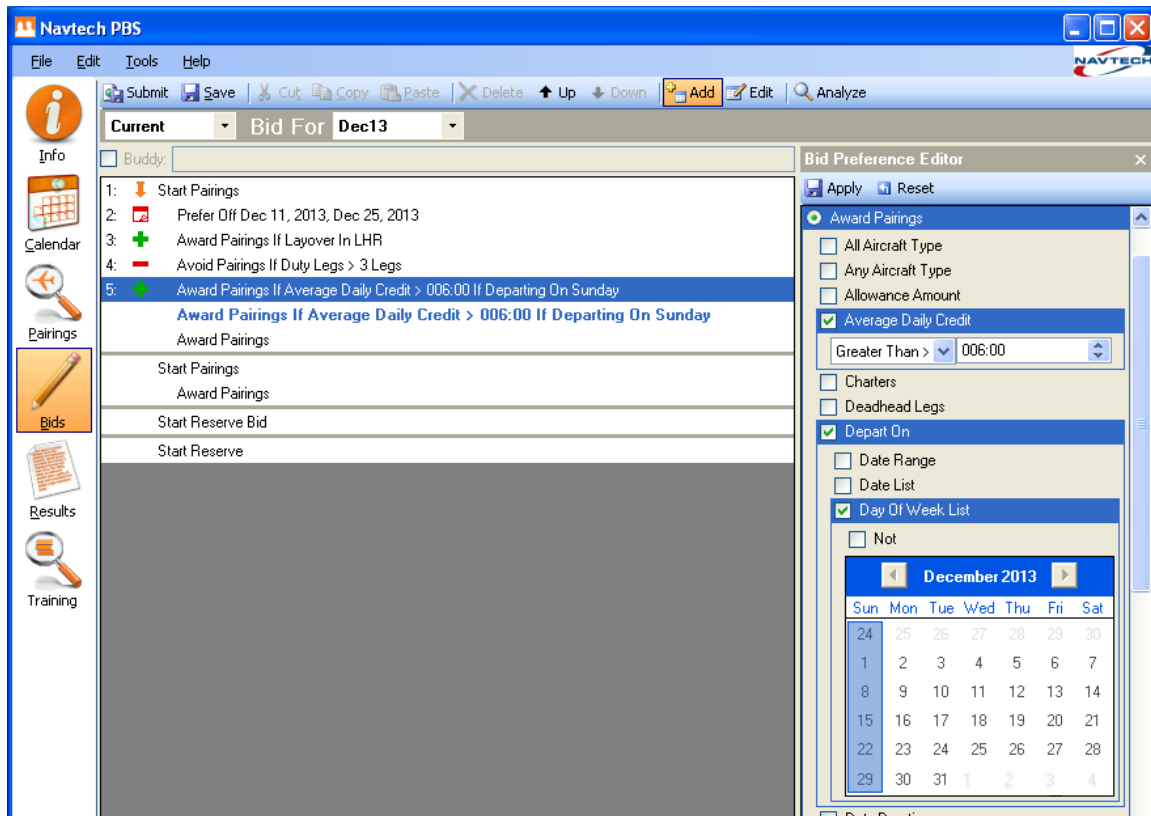 Navtech PBS
File Edit Tools Help
NAVTECH
Submit Save Cut Copy Paste Delete Up Down Add Edit Analyze
Current Bid For Dec13
Info
Calendar
Pairings
Bids
Results
Training
Buddy:
1: Start Pairings
2: Prefer Off Dec 11, 2013, Dec 25, 2013
3: Award Pairings If Layover In LHR
4: Avoid Pairings If Duty Legs > 3 Legs
5: Award Pairings If Average Daily Credit > 006:00 If Departing On Sunday
Award Pairings If Average Daily Credit > 006:00 If Departing On Sunday
Award Pairings
Start Pairings
Award Pairings
Start Reserve Bid
Start Reserve
Bid Preference Editor
Apply Reset
Award Pairings
All Aircraft Type
Any Aircraft Type
Allowance Amount
Average Daily Credit
Greater Than > 006:00
Charters
Deadhead Legs
Depart On
Date Range
Date List
Day Of Week List
Not
December 2013
Sun Mon Tue Wed Thu Fri Sat
24 25 26 27 28 29 30
1 2 3 4 5 6 7
8 9 10 11 12 13 14
15 16 17 18 19 20 21
22 23 24 25 26 27 28
29 30 31 1 2 3 4